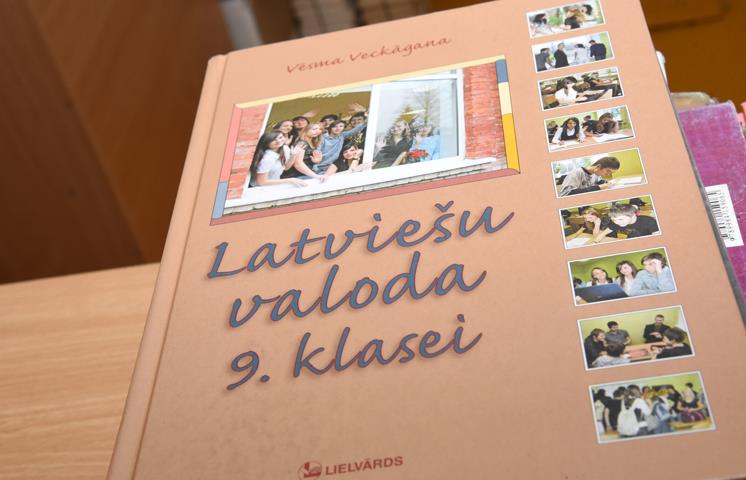 Vēsma Veckāgana
Latviešu
valoda
9. klasei
LIELVĀRDS